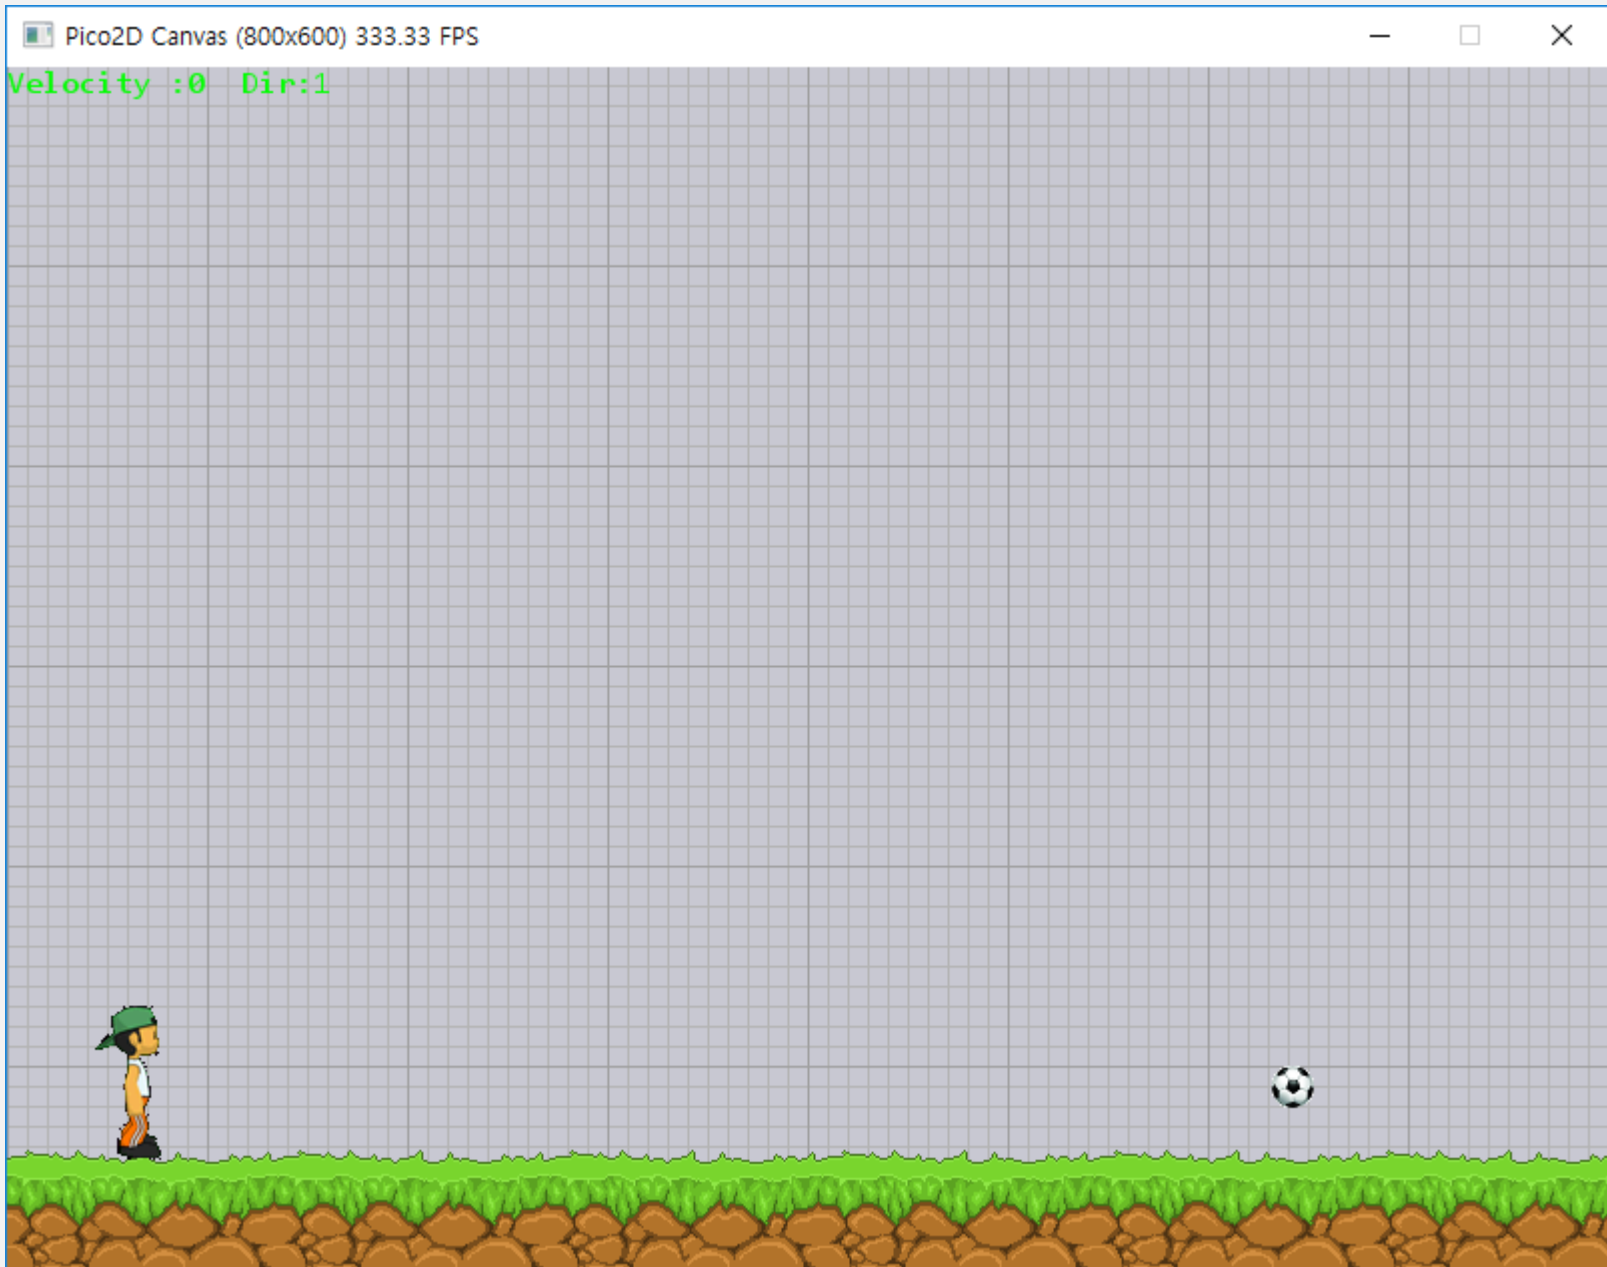 Pico2D Canvas (800x600) 333.33 FPS
Velocity :0  Dir:1